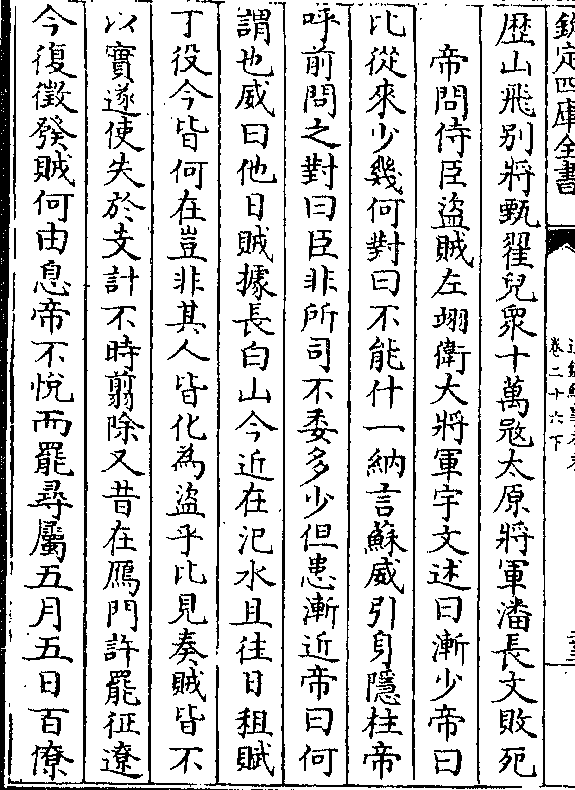 欽定四庫全書
卷二十六下
歴山飛别將甄翟兒衆十萬㓂太原將軍潘長文敗死
帝問侍臣盜賊左翊衛大將軍宇文述曰漸少帝曰
比從來少幾何對曰不能什一納言蘇威引身隱柱帝
呼前問之對曰臣非所司不委多少但患漸近帝曰何
謂也威曰他日賊據長白山今近在汜水且往日租賦
丁役今皆何在豈非其人皆化為盜乎比見奏賊皆不
以實遂使失於支計不時翦除又昔在鴈門許罷征遼
今復徵發賊何由息帝不悦而罷尋屬五月五日百僚